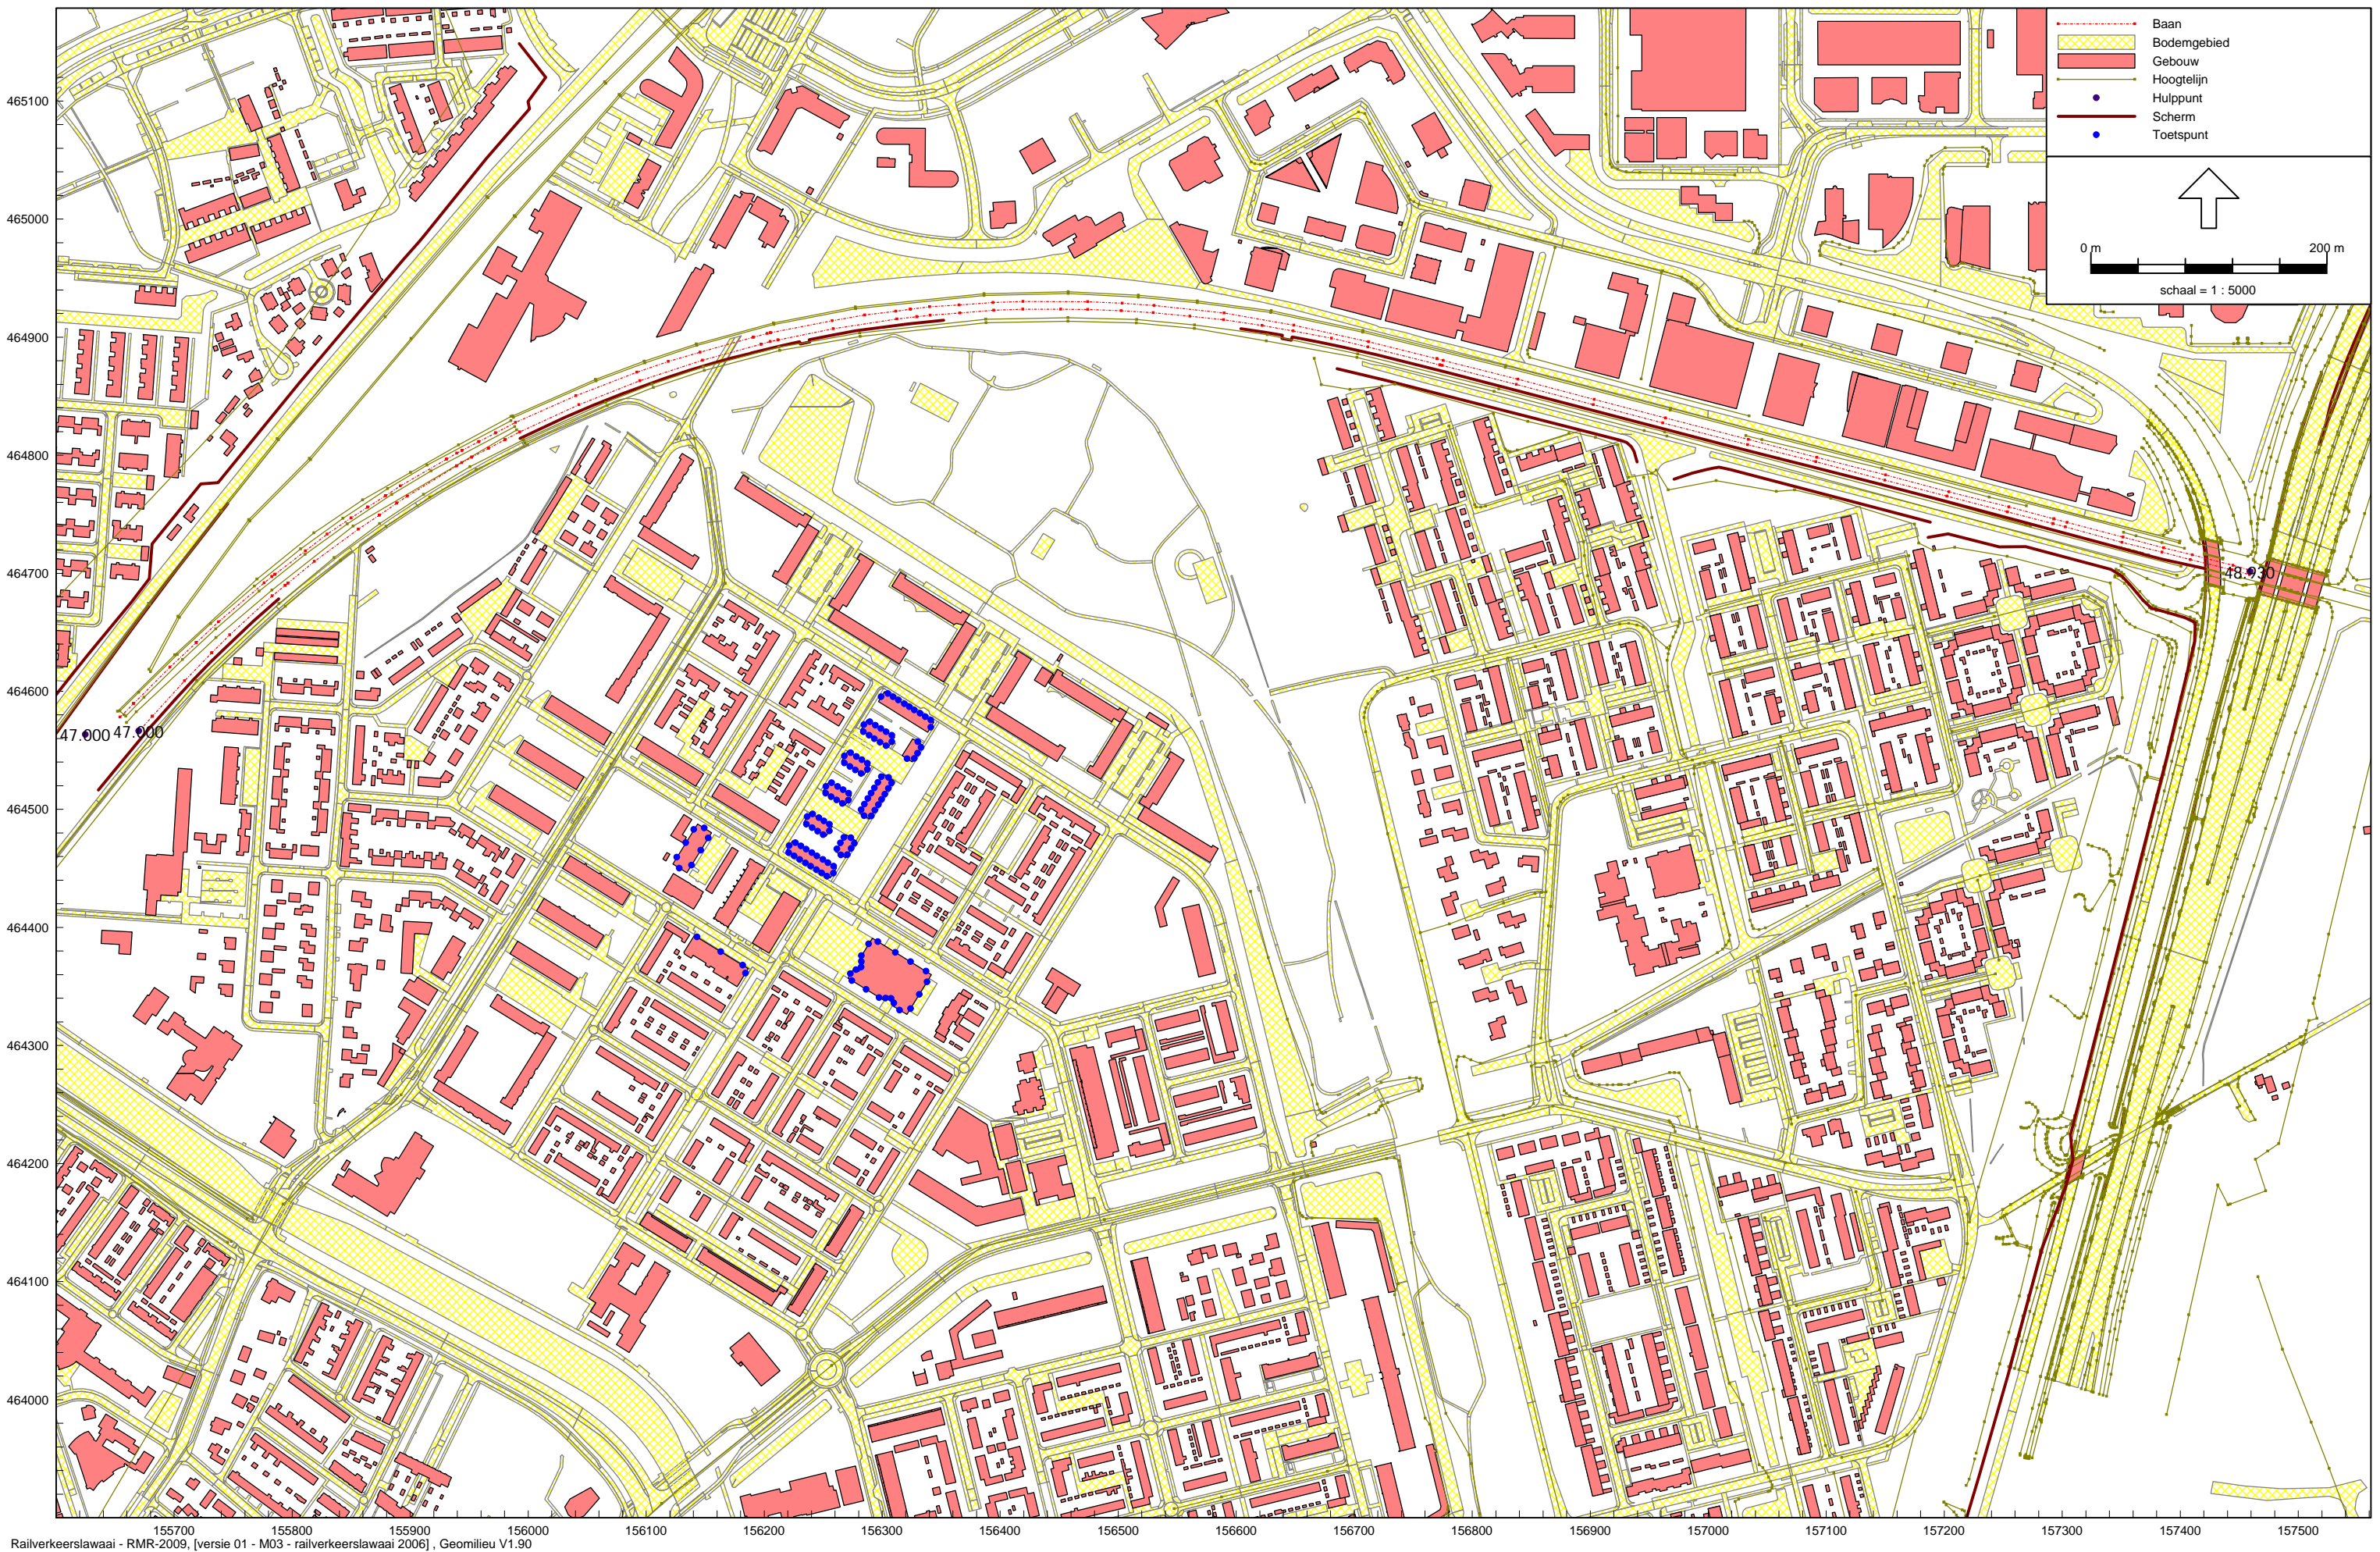 Baan
Bodemgebied
Gebouw
Hoogtelijn
Hulppunt
Scherm
Toetspunt
0 m 200 m
schaal = 1 : 5000
465100
465000
464900
464800
464700
464600
464500
464400
464300
464200
464100
464000
47.000 47.000
48.930
155700 155800 155900 156000 156100 156200 156300 156400 156500 156600 156700 156800 156900 157000 157100 157200 157300 157400 157500
Railverkeerslawaai - RMR-2009, [versie 01 - M03 - railverkeerslawaai 2006] , Geomilieu V1.90